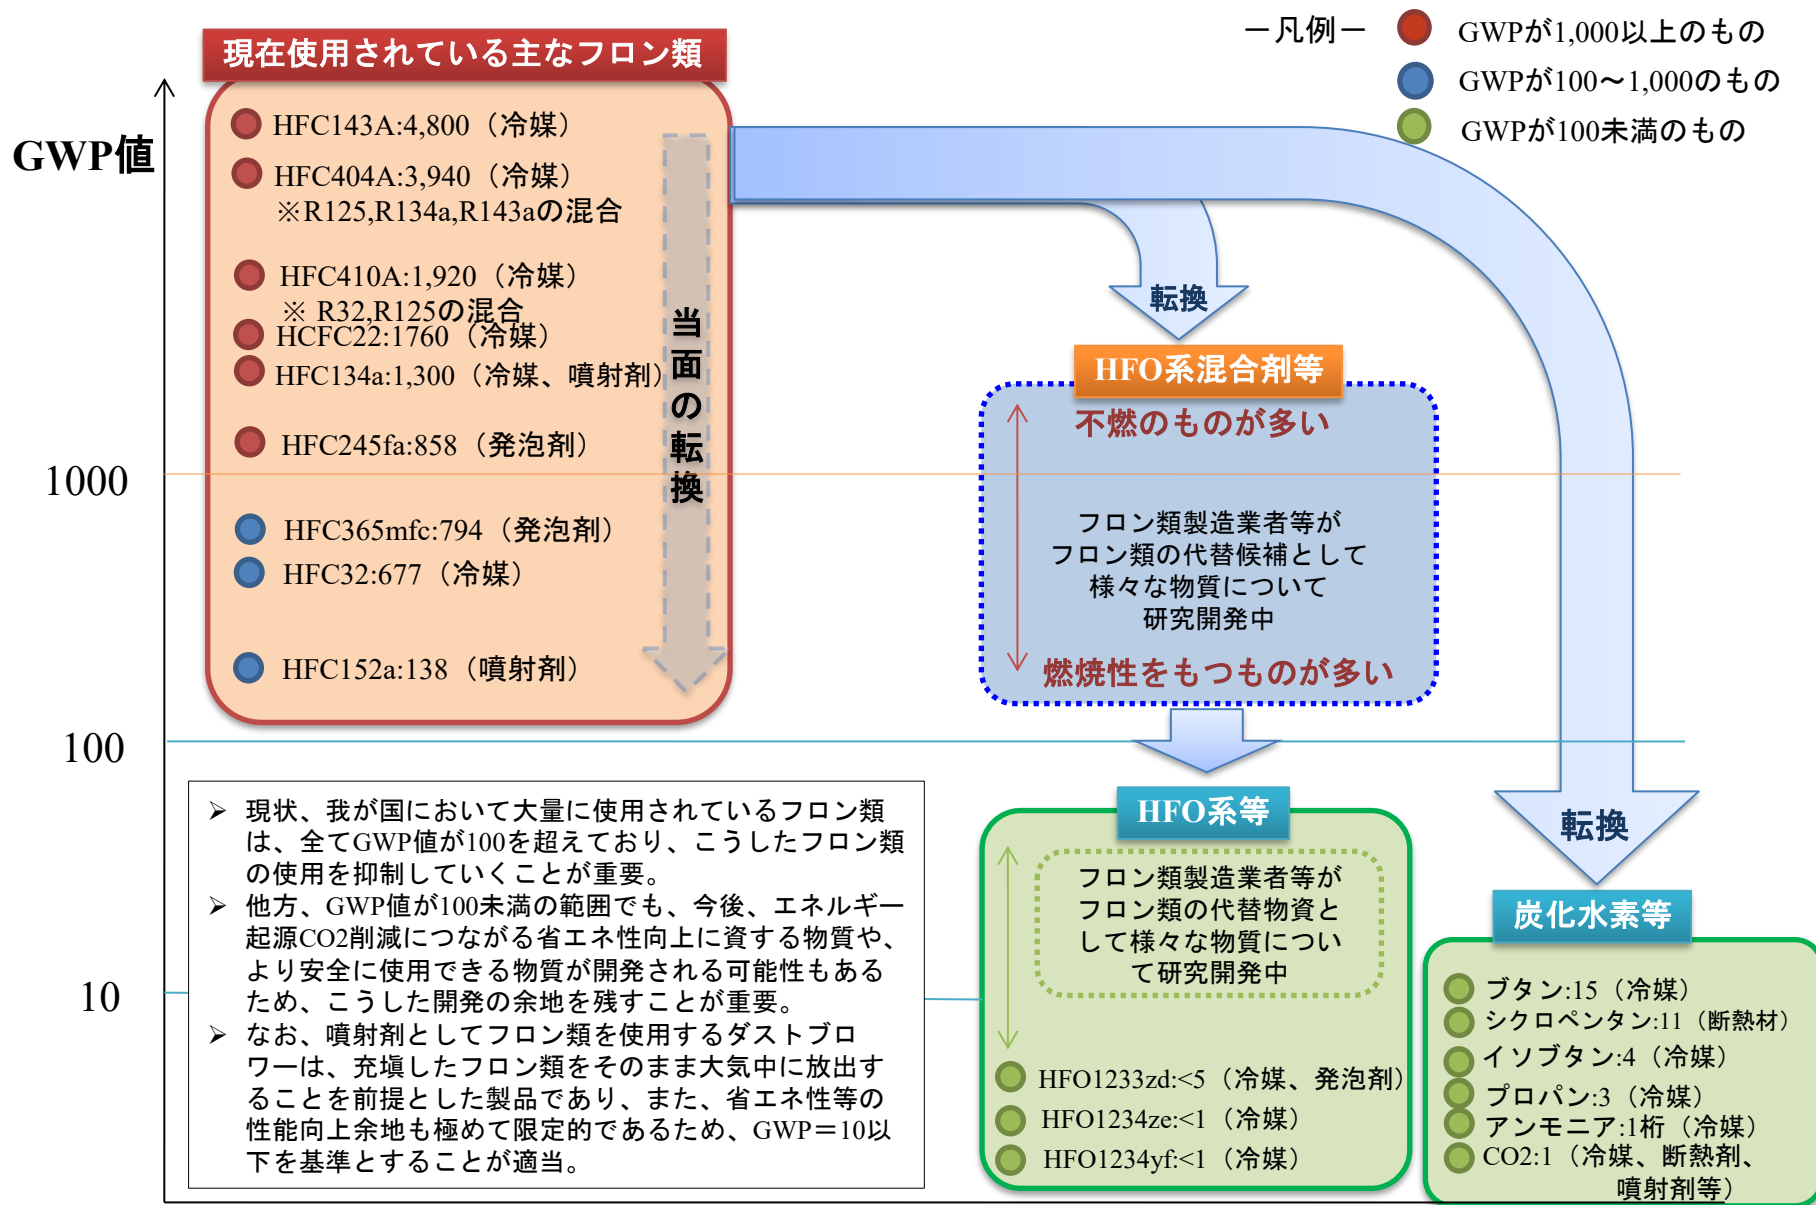 －凡例－
GWPが1,000以上のもの
GWPが100～1,000のもの
GWPが100未満のもの
現在使用されている主なフロン類
GWP値
HFC143A:4,800（冷媒）
HFC404A:3,940（冷媒）
※R125,R134a,R143aの混合
HFC410A:1,920（冷媒）
※ R32,R125の混合
HCFC22:1760（冷媒）
HFC134a:1,300（冷媒、噴射剤）
HFC245fa:858（発泡剤）
HFC365mfc:794（発泡剤）
HFC32:677（冷媒）
HFC152a:138（噴射剤）
当面の転換
1000
100
10
転換
HFO系混合剤等
不燃のものが多い
フロン類製造業者等が
フロン類の代替候補として
様々な物質について
研究開発中
燃焼性をもつものが多い
➢ 現状、我が国において大量に使用されているフロン類
は、全てGWP値が100を超えており、こうしたフロン類
の使用を抑制していくことが重要。
➢ 他方、GWP値が100未満の範囲でも、今後、エネルギー
起源CO2削減につながる省エネ性向上に資する物質や、
より安全に使用できる物質が開発される可能性もある
ため、こうした開発の余地を残すことが重要。
➢ なお、噴射剤としてフロン類を使用するダストブロ
ワーは、充塡したフロン類をそのまま大気中に放出す
ることを前提とした製品であり、また、省エネ性等の
性能向上余地も極めて限定的であるため、GWP＝10以
下を基準とすることが適当。
HFO系等
フロン類製造業者等が
フロン類の代替物資と
して様々な物質につい
て研究開発中
HFO1233zd:<5（冷媒、発泡剤）
HFO1234ze:<1（冷媒）
HFO1234yf:<1（冷媒）
転換
炭化水素等
ブタン:15（冷媒）
シクロペンタン:11（断熱材）
イソブタン:4（冷媒）
プロパン:3（冷媒）
アンモニア:1桁（冷媒）
CO2:1（冷媒、断熱剤、
噴射剤等）